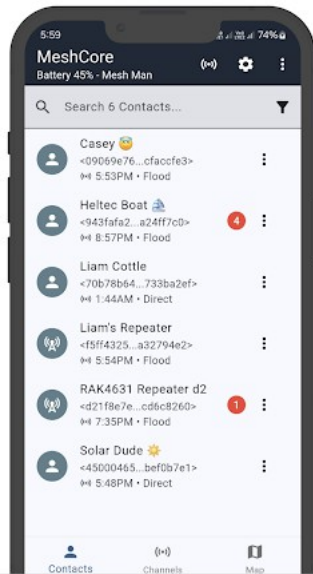 5:59
74%
MeshCore
Battery 45% - Mesh Man
Search 6 Contacts...
Casey 😇
<09069e76...cfaccfe3>
5:53PM • Flood
Heltec Boat ⛵
<943fafa2...a24ff7c0>
8:57PM • Flood
4
Liam Cottle
<70b78b64...733ba2ef>
1:44AM • Direct
Liam's Repeater
<f5ff4325...a32794e2>
5:54PM • Flood
RAK4631 Repeater d2
<d21f8e7e...cd6c8260>
7:35PM • Flood
1
Solar Dude ☀️
<45000465...bef0b7e1>
5:48PM • Direct
Contacts
Channels
Map